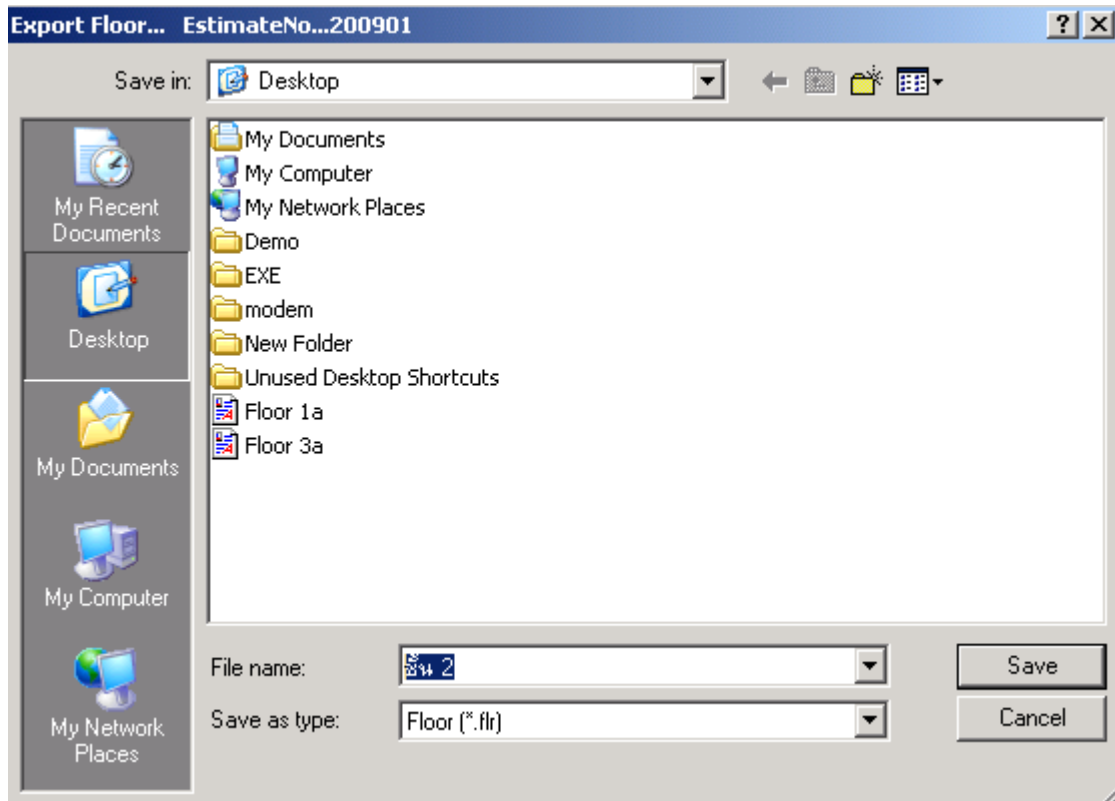 Export Floor... EstimateNo...200901
Save in:
Desktop
My Recent
Documents
Desktop
My Documents
My Computer
My Network
Places
My Documents
My Computer
My Network Places
Demo
EXE
modem
New Folder
Unused Desktop Shortcuts
Floor 1a
Floor 3a
File name:
ชั้น 2
Save
Save as type:
Floor (*.flr)
Cancel